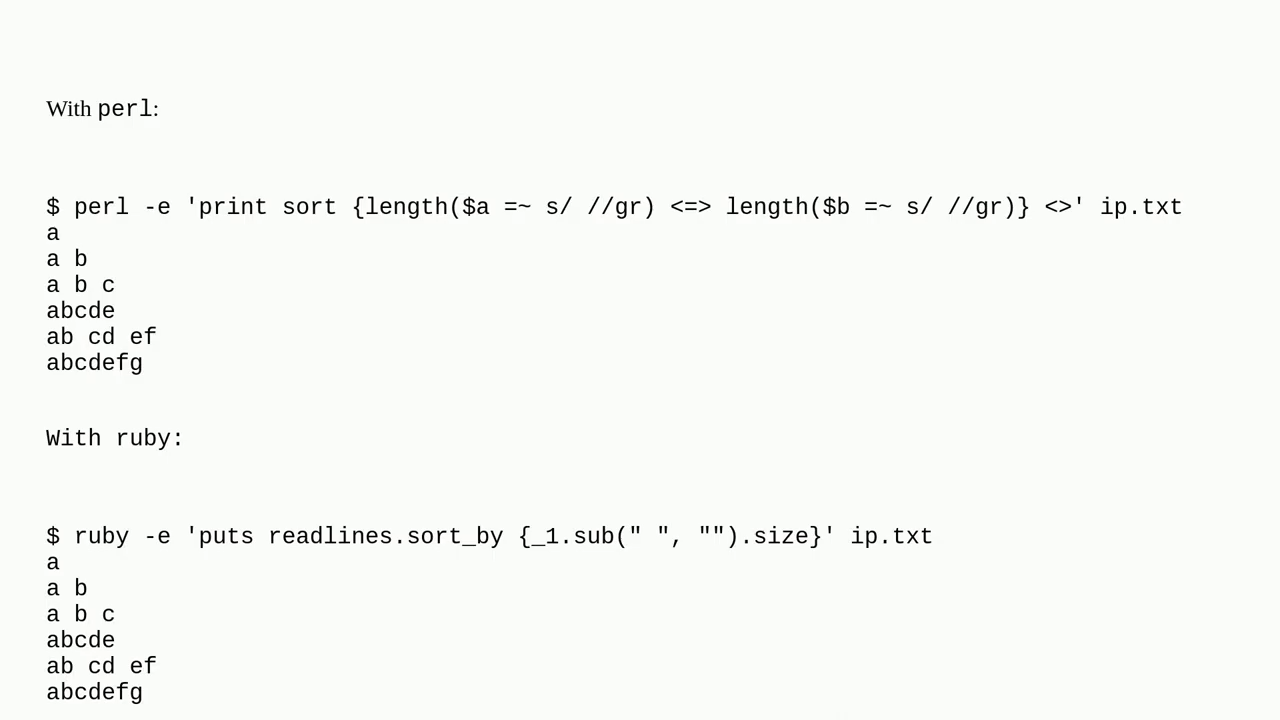 With perl:
$ perl -e 'print sort {length($a =~ s/ //gr) <=> length($b =~ s/ //gr)} <>' ip.txt
a
a b
a b c
abcde
ab cd ef
abcdefg
With ruby:
$ ruby -e 'puts readlines.sort_by {_1.sub(" ", "").size}' ip.txt
a
a b
a b c
abcde
ab cd ef
abcdefg